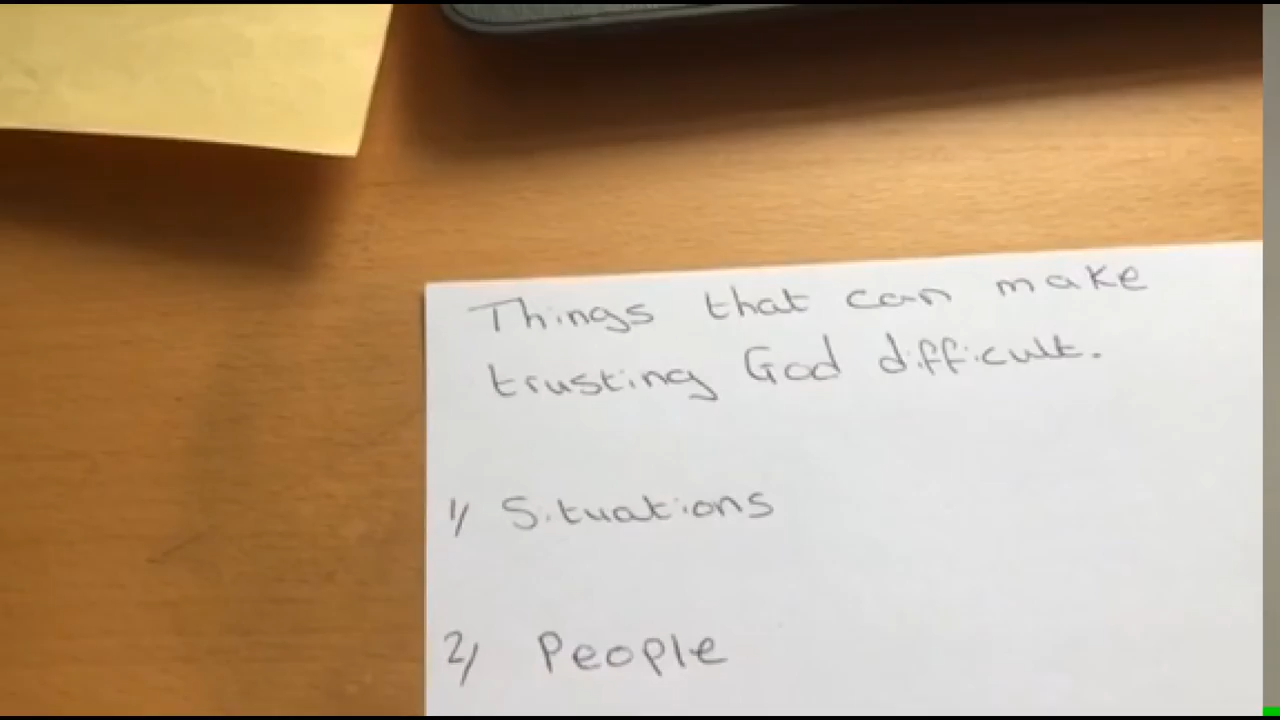 Things that can make
trusting God difficult.
1/ Situations
2/ People